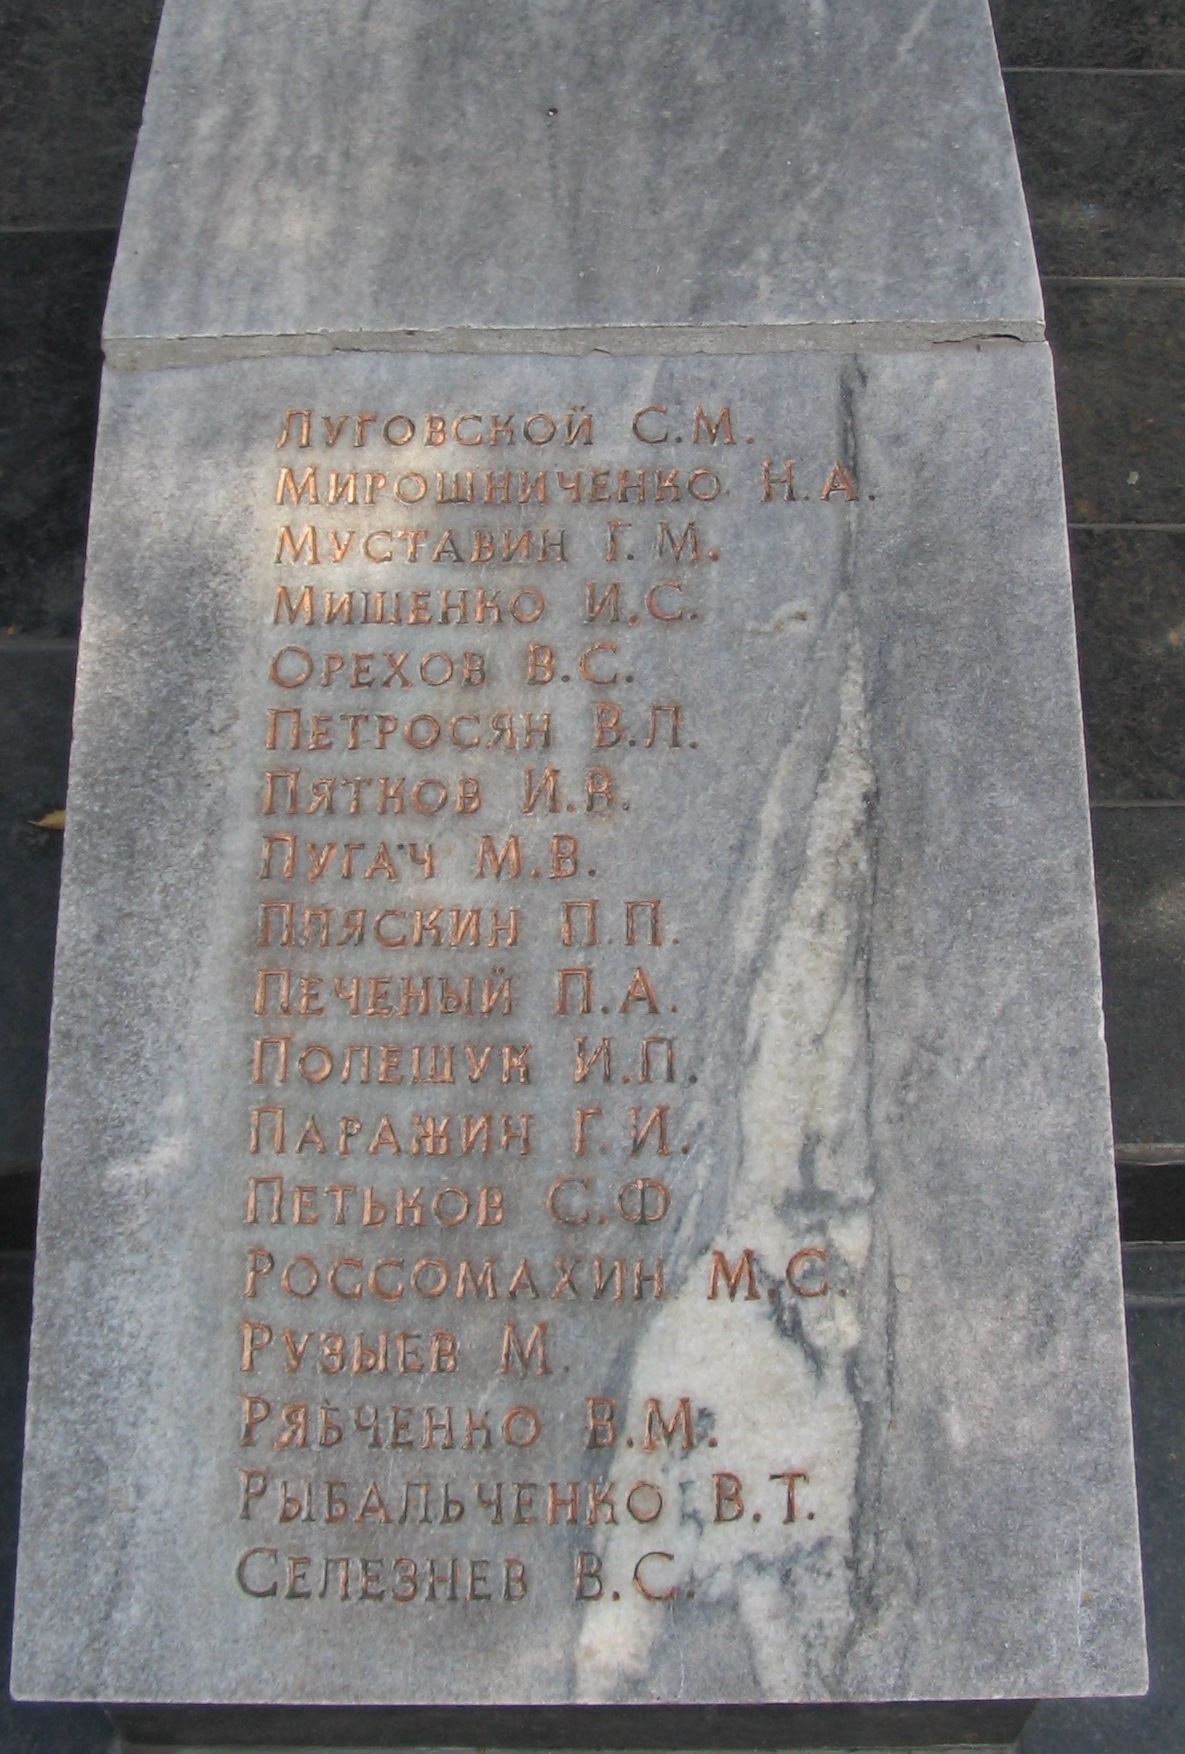 Луговской С.М.
Мирошниченко Н.А.
Муставин Г.М.
Мищенко И.С.
Орехов В.С.
Петросян В.Л.
Пятков И.В.
Пугач М.В.
Пляскин П.П.
Печеный П.А.
Полещук И.П.
Паражин Г.И.
Петьков С.Ф
Россомахин М.С.
Рузыев М.
Рябченко В.М.
Рыбальченко В.Т.
Селезнев В.С.